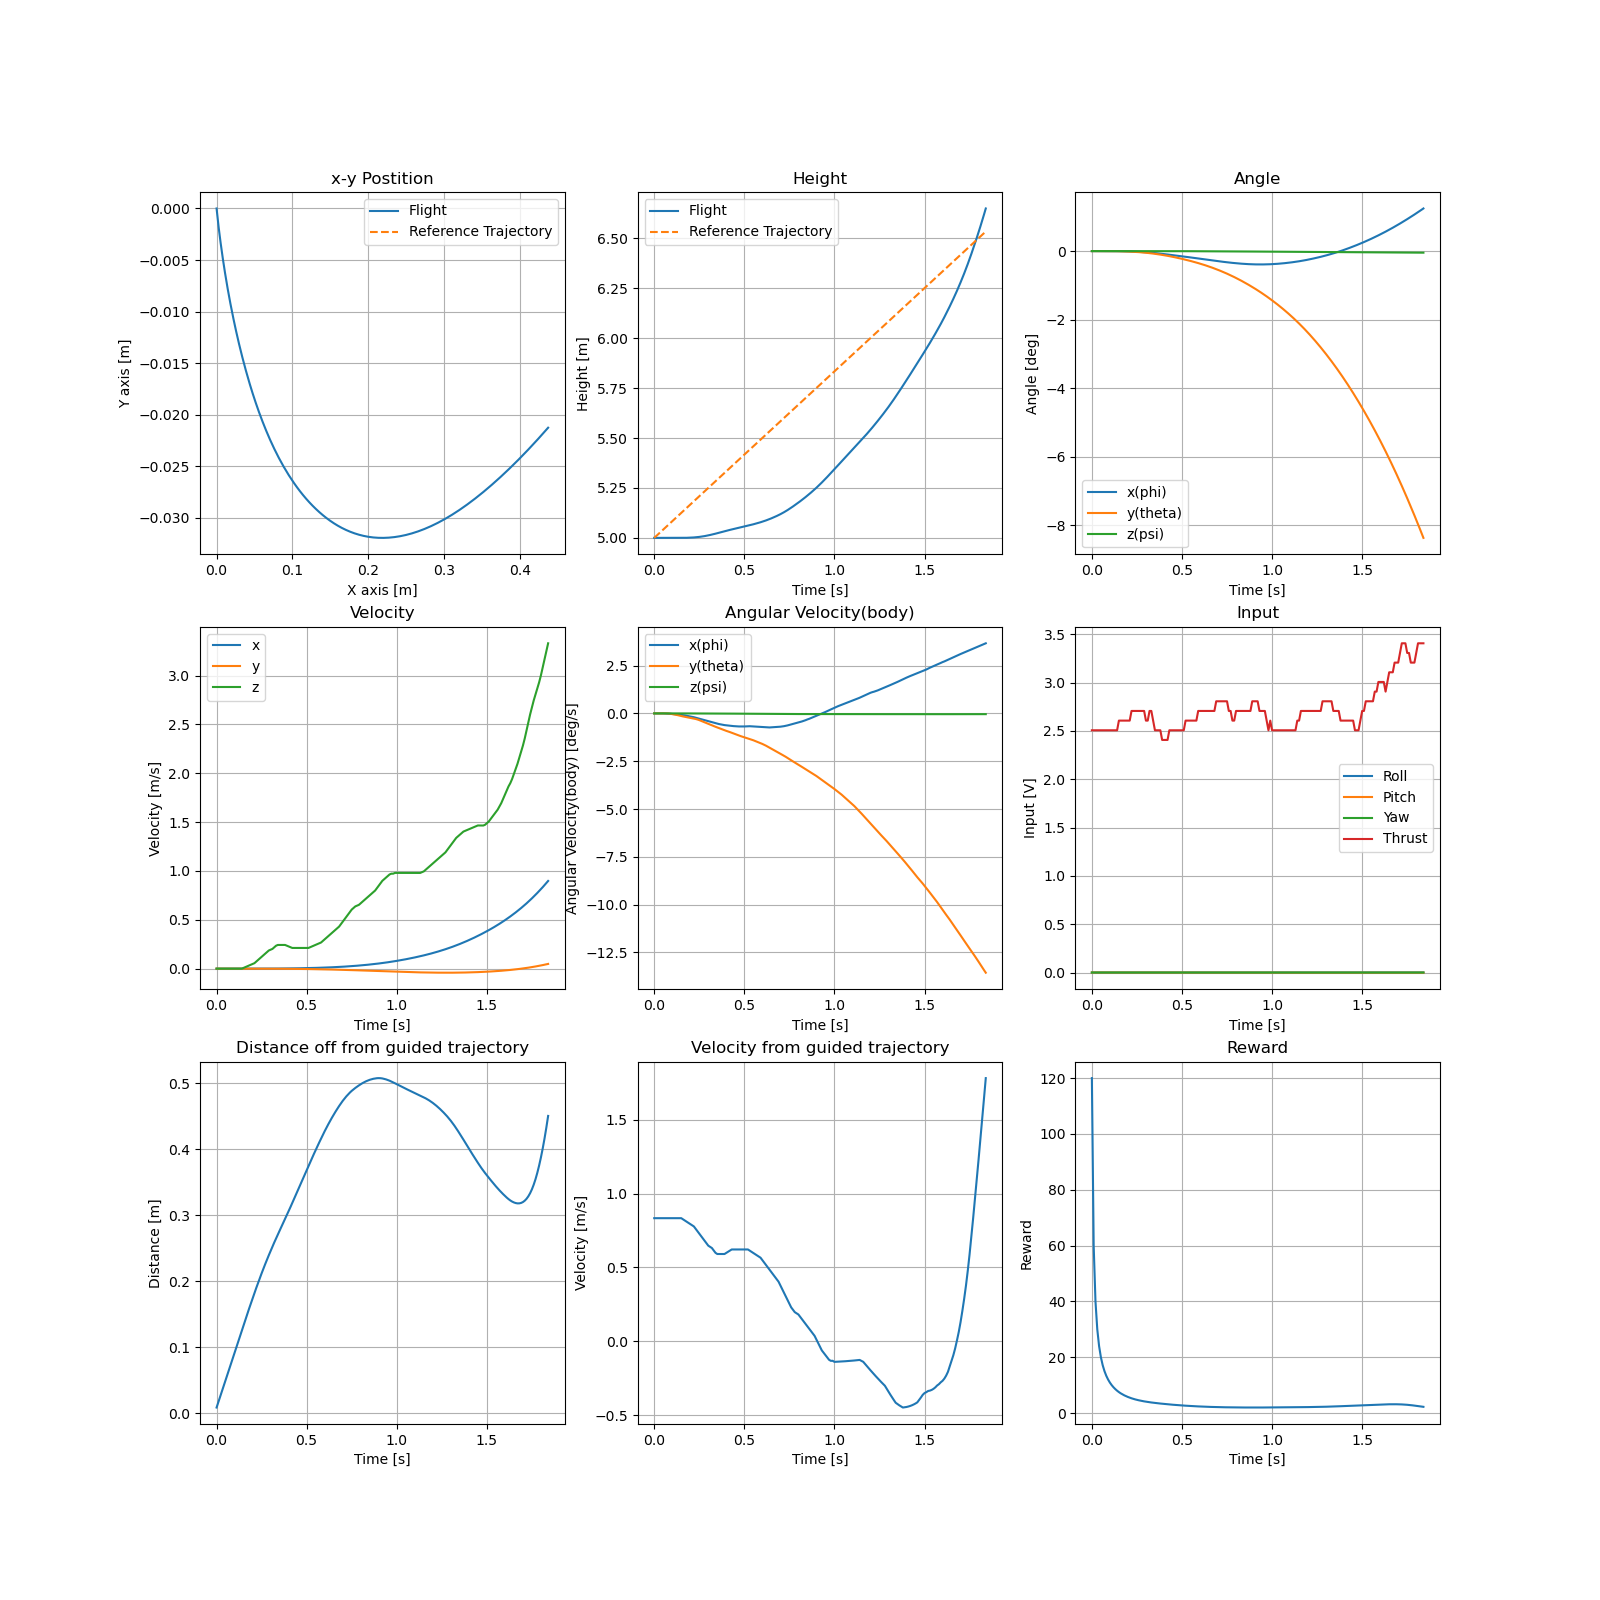 x-y Postition
Flight
Reference Trajectory
0.000
−0.005
−0.010
−0.015
−0.020
−0.025
−0.030
Y axis [m]
0.0 0.1 0.2 0.3 0.4
X axis [m]
Height
Flight
Reference Trajectory
6.50
6.25
6.00
5.75
5.50
5.25
5.00
Height [m]
0.0 0.5 1.0 1.5
Time [s]
Angle
0
−2
−4
−6
−8
Angle [deg]
x(phi)
y(theta)
z(psi)
0.0 0.5 1.0 1.5
Time [s]
Velocity
x
y
z
3.0
2.5
2.0
1.5
1.0
0.5
0.0
Velocity [m/s]
0.0 0.5 1.0 1.5
Time [s]
Angular Velocity(body)
x(phi)
y(theta)
z(psi)
2.5
0.0
−2.5
−5.0
−7.5
−10.0
−12.5
Angular Velocity(body) [deg/s]
0.0 0.5 1.0 1.5
Time [s]
Input
3.5
3.0
2.5
2.0
1.5
1.0
0.5
0.0
Input [V]
Roll
Pitch
Yaw
Thrust
0.0 0.5 1.0 1.5
Time [s]
Distance off from guided trajectory
0.5
0.4
0.3
0.2
0.1
0.0
Distance [m]
0.0 0.5 1.0 1.5
Time [s]
Velocity from guided trajectory
1.5
1.0
0.5
0.0
−0.5
Velocity [m/s]
0.0 0.5 1.0 1.5
Time [s]
Reward
120
100
80
60
40
20
0
Reward
0.0 0.5 1.0 1.5
Time [s]